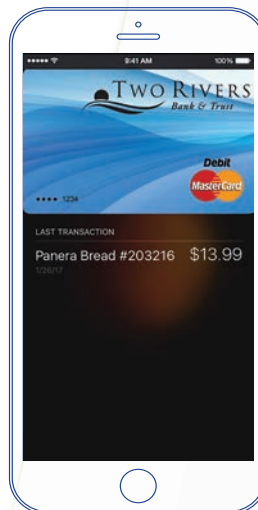 9:41 AM 100%
TWO RIVERS
Bank & Trust
Debit
MasterCard
1234
LAST TRANSACTION
Panera Bread #203216 $13.99
1/26/17